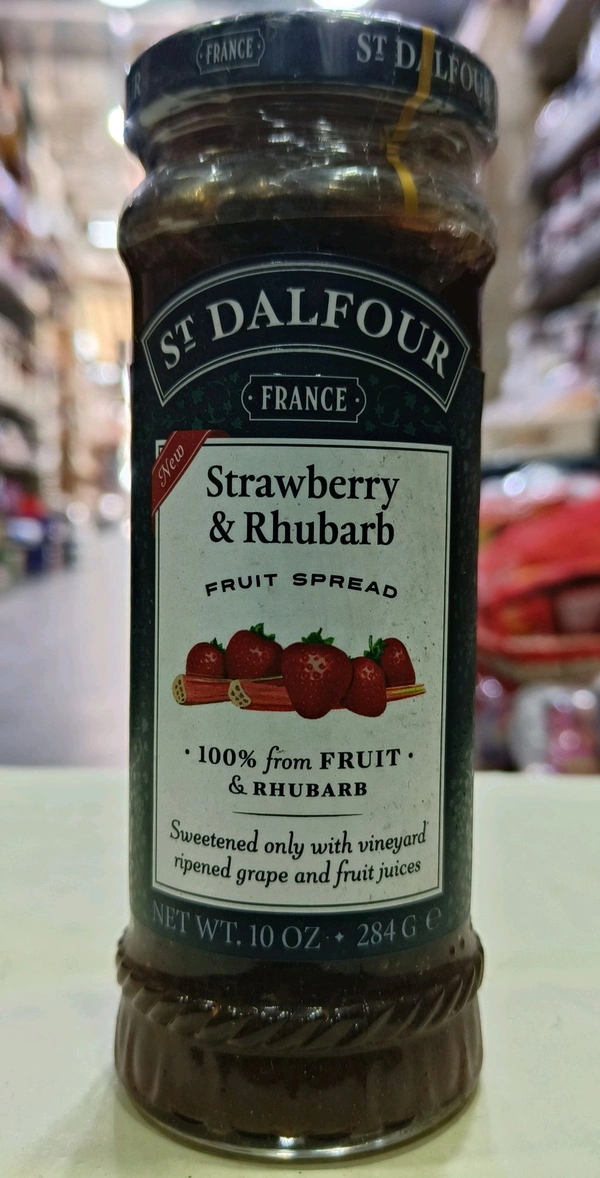 FRANCE
ST DALFOUR
ST DALFOUR
FRANCE
New
Strawberry
& Rhubarb
FRUIT SPREAD
· 100% from FRUIT ·
& RHUBARB
Sweetened only with vineyard
ripened grape and fruit juices
NET WT. 10 OZ · 284 G e